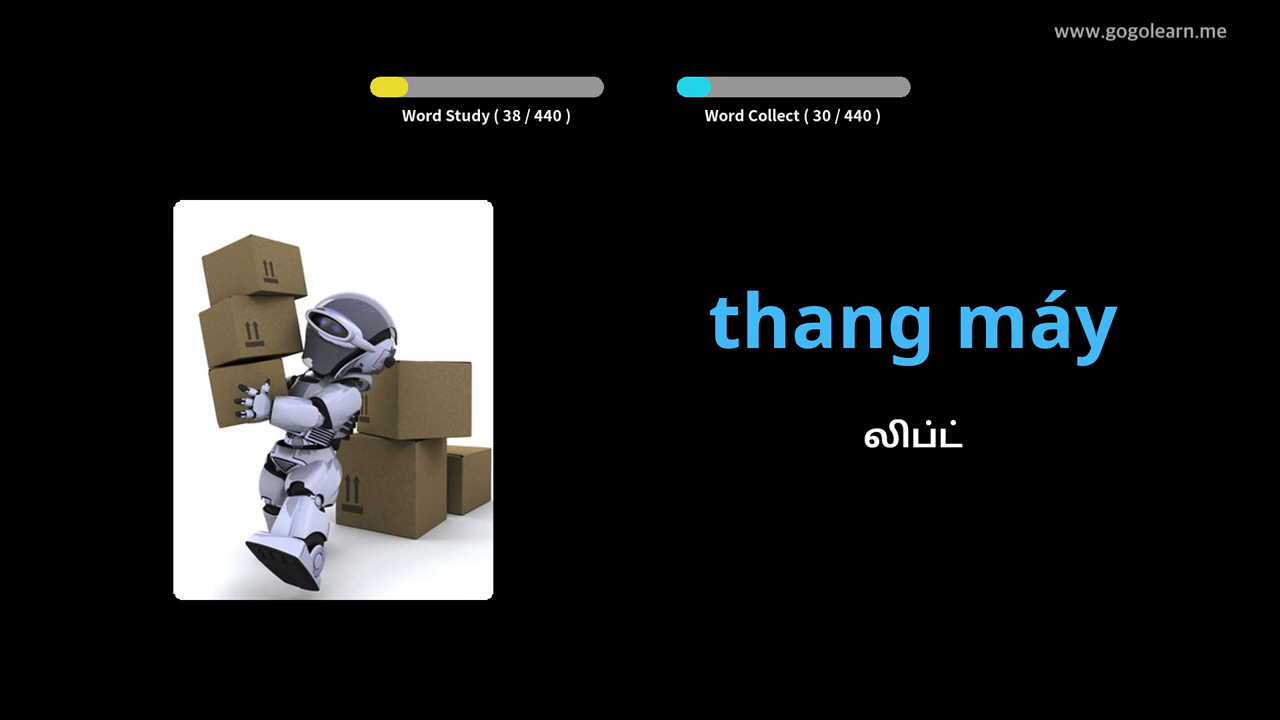 www.gogolearn.me
Word Study ( 38 / 440 )
Word Collect ( 30 / 440 )
thang máy
லிப்ட்